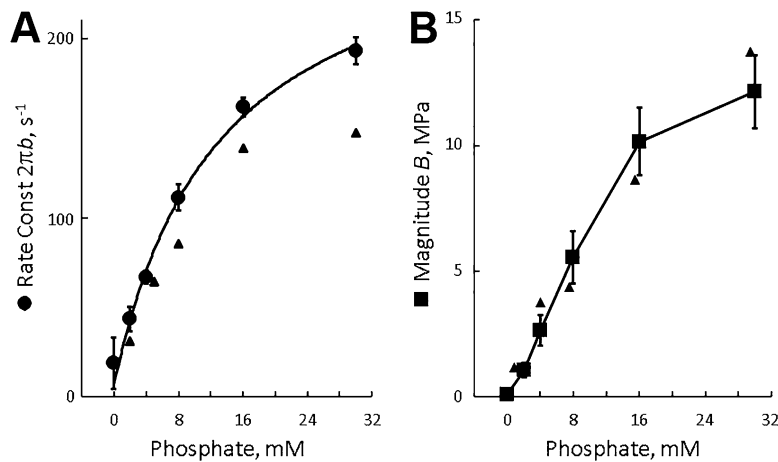 A
● Rate Const 2πb, s⁻¹
200
100
0
0 8 16 24 32
Phosphate, mM
B
■ Magnitude B, MPa
15
10
5
0
0 8 16 24 32
Phosphate, mM